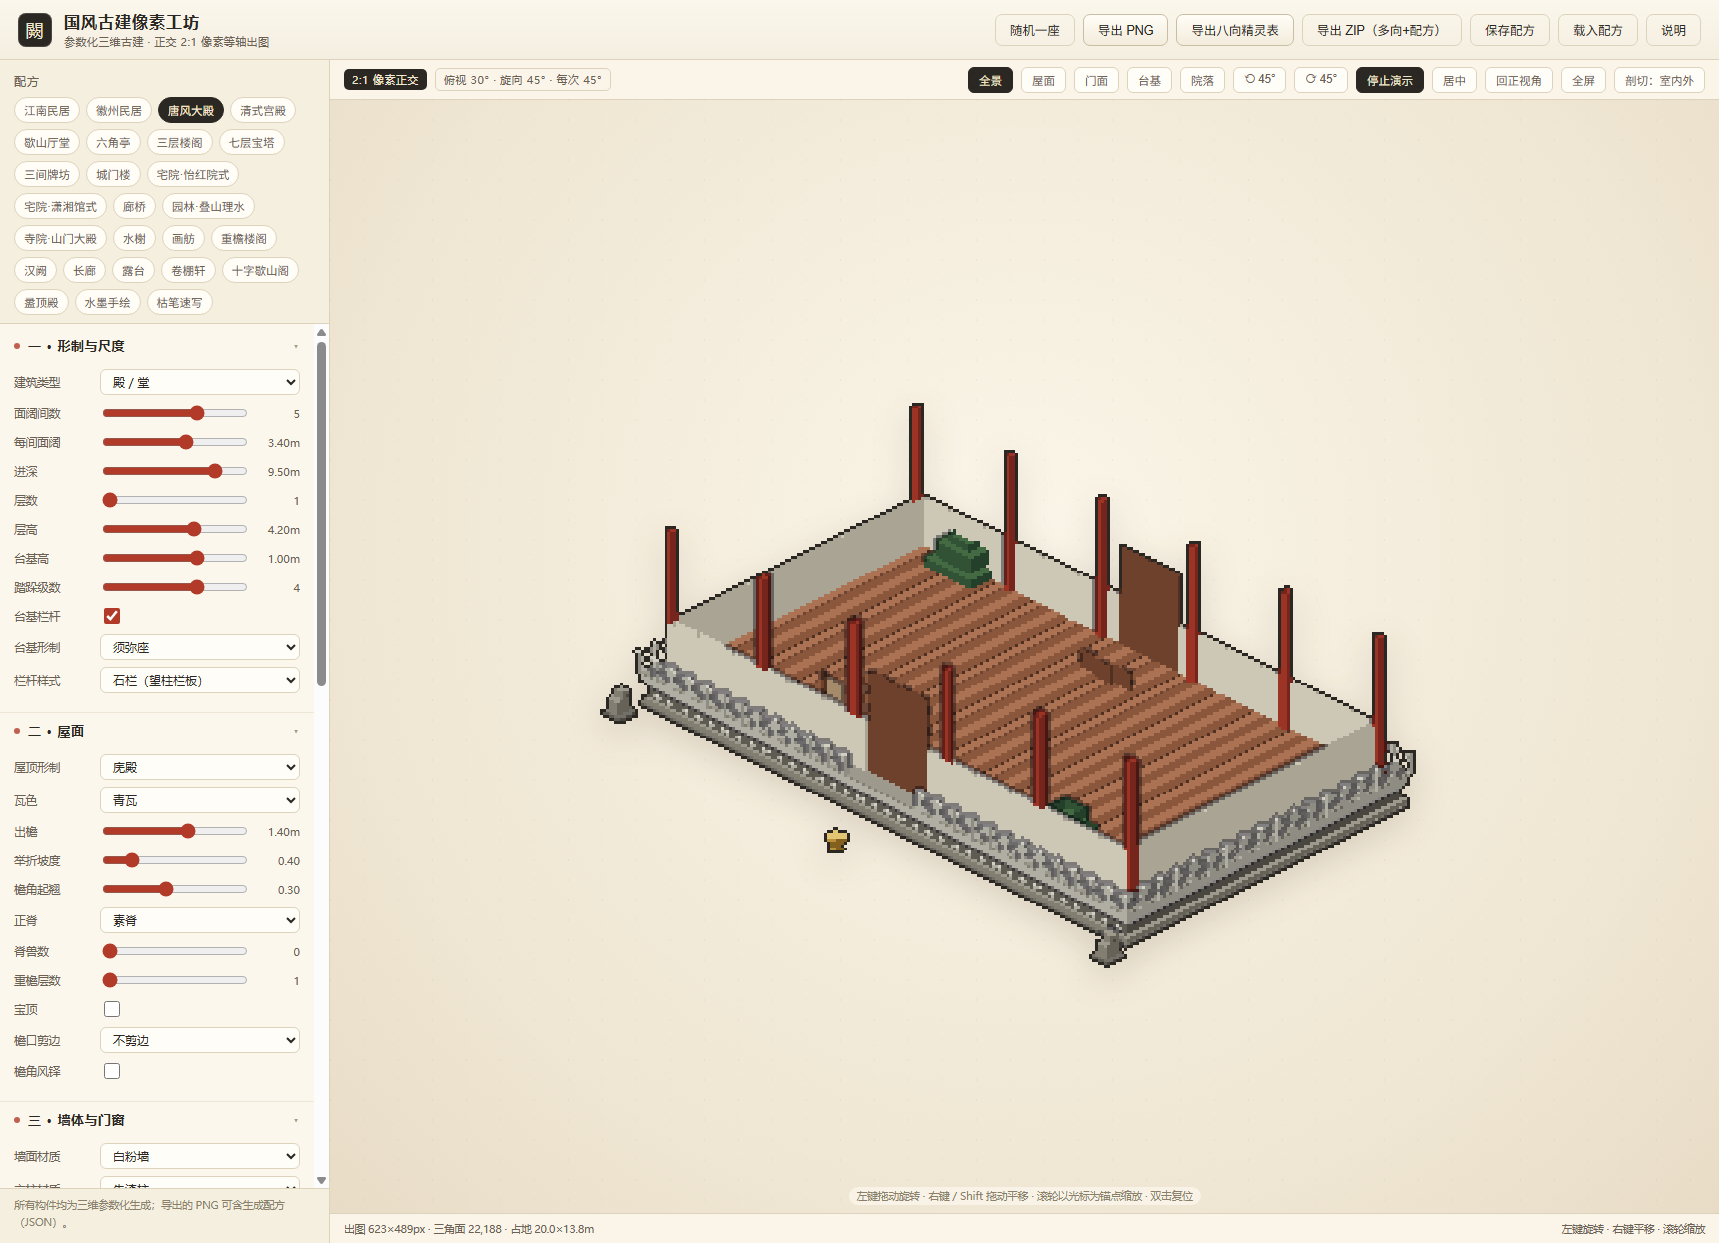 闕
国风古建像素工坊
参数化三维古建 · 正交 2:1 像素等轴出图
随机一座
导出 PNG
导出八向精灵表
导出 ZIP（多向+配方）
保存配方
载入配方
说明
配方
江南民居
徽州民居
唐风大殿
清式宫殿
歇山厅堂
六角亭
三层楼阁
七层宝塔
三间牌坊
城门楼
宅院·怡红院式
宅院·潇湘馆式
廊桥
园林·叠山理水
寺院·山门大殿
水榭
画舫
重檐楼阁
汉阙
长廊
露台
卷棚轩
十字歇山阁
盝顶殿
水墨手绘
枯笔速写
2:1 像素正交
俯视 30° · 旋向 45° · 每次 45°
全景
屋面
门面
台基
院落
⟲ 45°
⟳ 45°
停止演示
居中
回正视角
全屏
剖切：室内外
一 • 形制与尺度
建筑类型 殿 / 堂
面阔间数 5
每间面阔 3.40m
进深 9.50m
层数 1
层高 4.20m
台基高 1.00m
踏跺级数 4
台基栏杆
台基形制 须弥座
栏杆样式 石栏（望柱栏板）
二 • 屋面
屋顶形制 庑殿
瓦色 青瓦
出檐 1.40m
举折坡度 0.40
檐角起翘 0.30
正脊 素脊
脊兽数 0
重檐层数 1
宝顶
檐口剪边 不剪边
檐角风铎
三 • 墙体与门窗
墙面材质 白粉墙
所有构件均为三维参数化生成；导出的 PNG 可含生成配方
（JSON）。
左键拖动旋转 · 右键 / Shift 拖动平移 · 滚轮以光标为锚点缩放 · 双击复位
出图 623×489px · 三角面 22,188 · 占地 20.0×13.8m
左键旋转 · 右键平移 · 滚轮缩放